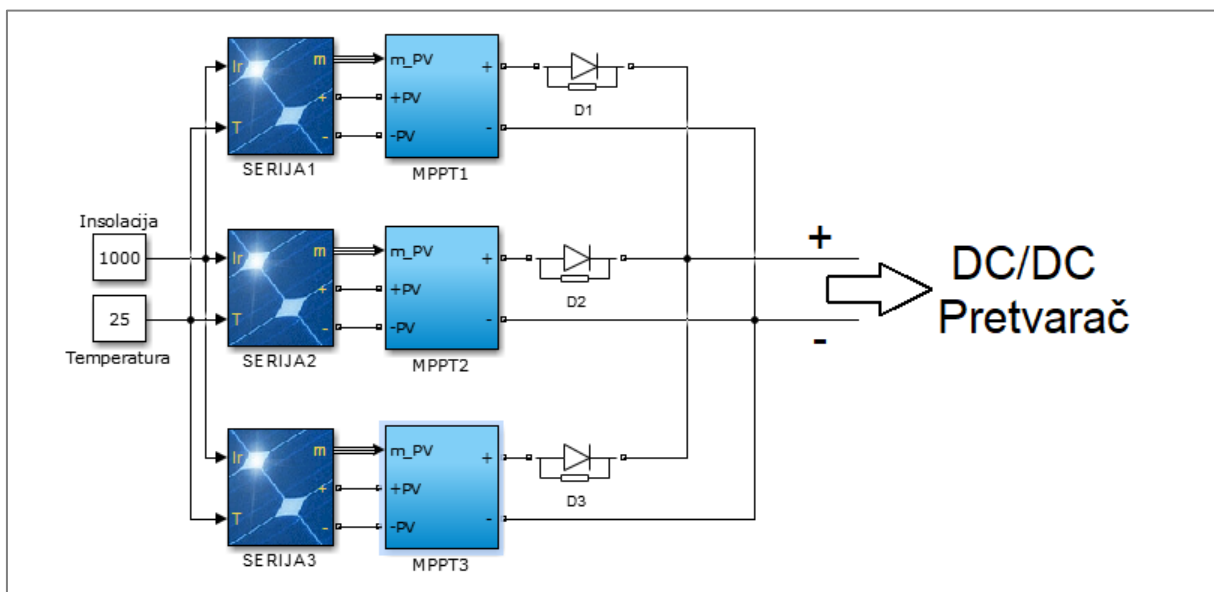 Ir m
+
T -
SERIJA1
m_PV +
+PV
-PV -
MPPT1
D1
Insolacija
1000
25
Temperatura
Ir m
+
T -
SERIJA2
m_PV +
+PV
-PV -
MPPT2
D2
+
-
DC/DC
Pretvarač
Ir m
+
T -
SERIJA3
m_PV +
+PV
-PV -
MPPT3
D3